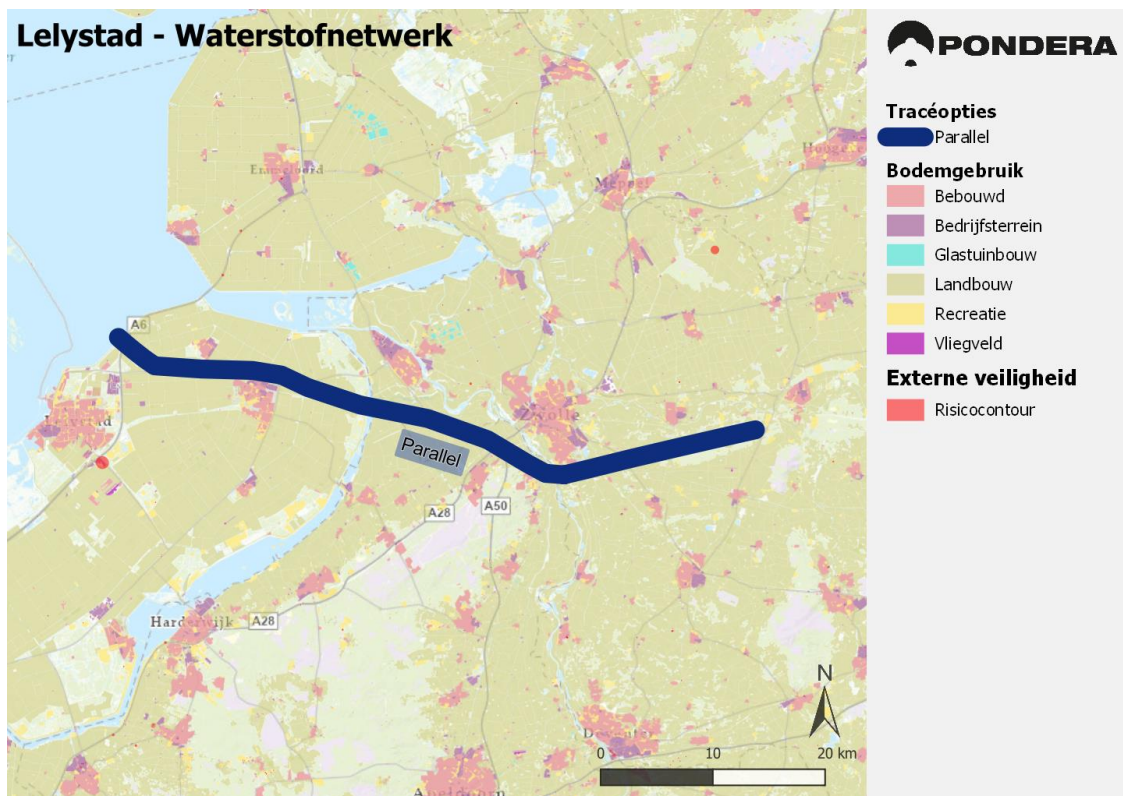 Lelystad - Waterstofnetwerk
PONDERA
Tracéopties
Parallel
Bodemgebruik
Bebouwd
Bedrijfsterrein
Glastuinbouw
Landbouw
Recreatie
Vliegveld
Externe veiligheid
Risicocontour
Emmeloord
Meppel
A6
Lelystad
Zwolle
Parallel
A28
A50
Harderwijk
A28
N
Deventer
0 10 20 km